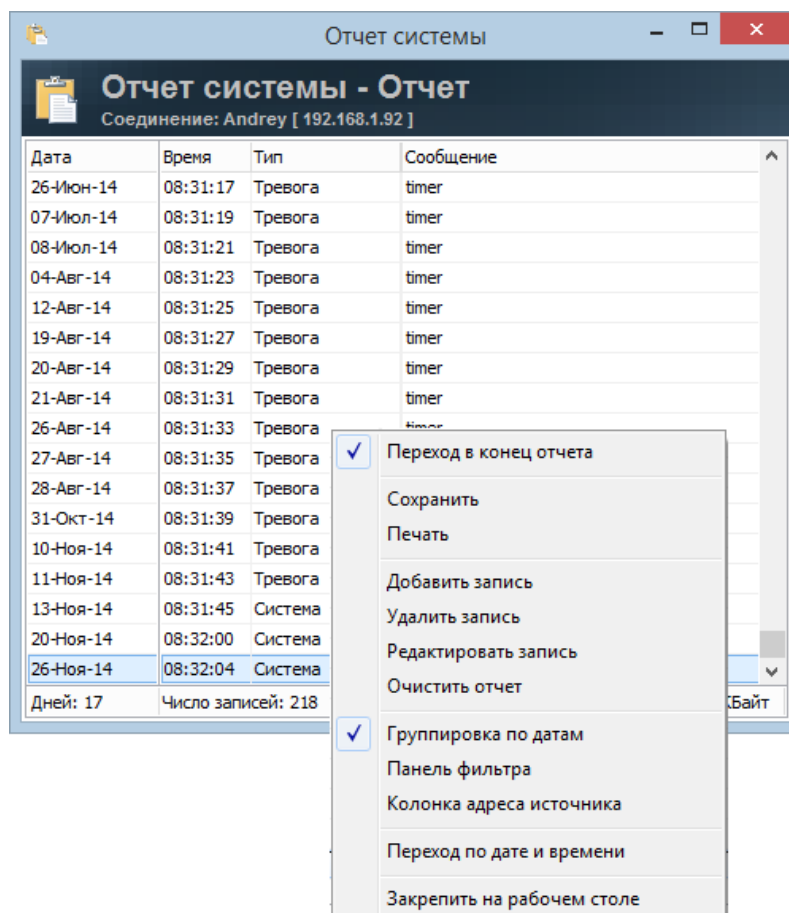 Отчет системы
Отчет системы - Отчет
Соединение: Andrey [ 192.168.1.92 ]
Дата Время Тип Сообщение
26-Июн-14 08:31:17 Тревога timer
07-Июл-14 08:31:19 Тревога timer
08-Июл-14 08:31:21 Тревога timer
04-Авг-14 08:31:23 Тревога timer
12-Авг-14 08:31:25 Тревога timer
19-Авг-14 08:31:27 Тревога timer
20-Авг-14 08:31:29 Тревога timer
21-Авг-14 08:31:31 Тревога timer
26-Авг-14 08:31:33 Тревога timer
27-Авг-14 08:31:35 Тревога
28-Авг-14 08:31:37 Тревога
31-Окт-14 08:31:39 Тревога
10-Ноя-14 08:31:41 Тревога
11-Ноя-14 08:31:43 Тревога
13-Ноя-14 08:31:45 Система
20-Ноя-14 08:32:00 Система
26-Ноя-14 08:32:04 Система
Дней: 17 Число записей: 218 КБайт
Переход в конец отчета
Сохранить
Печать
Добавить запись
Удалить запись
Редактировать запись
Очистить отчет
Группировка по датам
Панель фильтра
Колонка адреса источника
Переход по дате и времени
Закрепить на рабочем столе